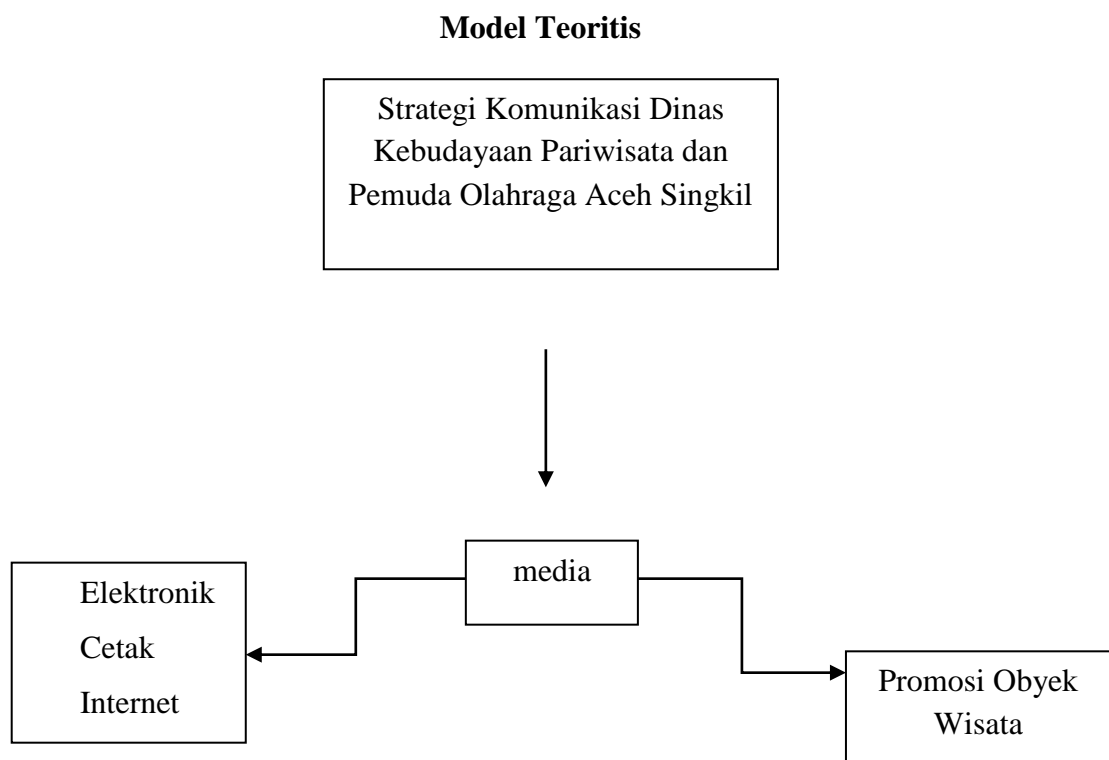 Model Teoritis
Strategi Komunikasi Dinas
Kebudayaan Pariwisata dan
Pemuda Olahraga Aceh Singkil
media
Elektronik
Cetak
Internet
Promosi Obyek
Wisata